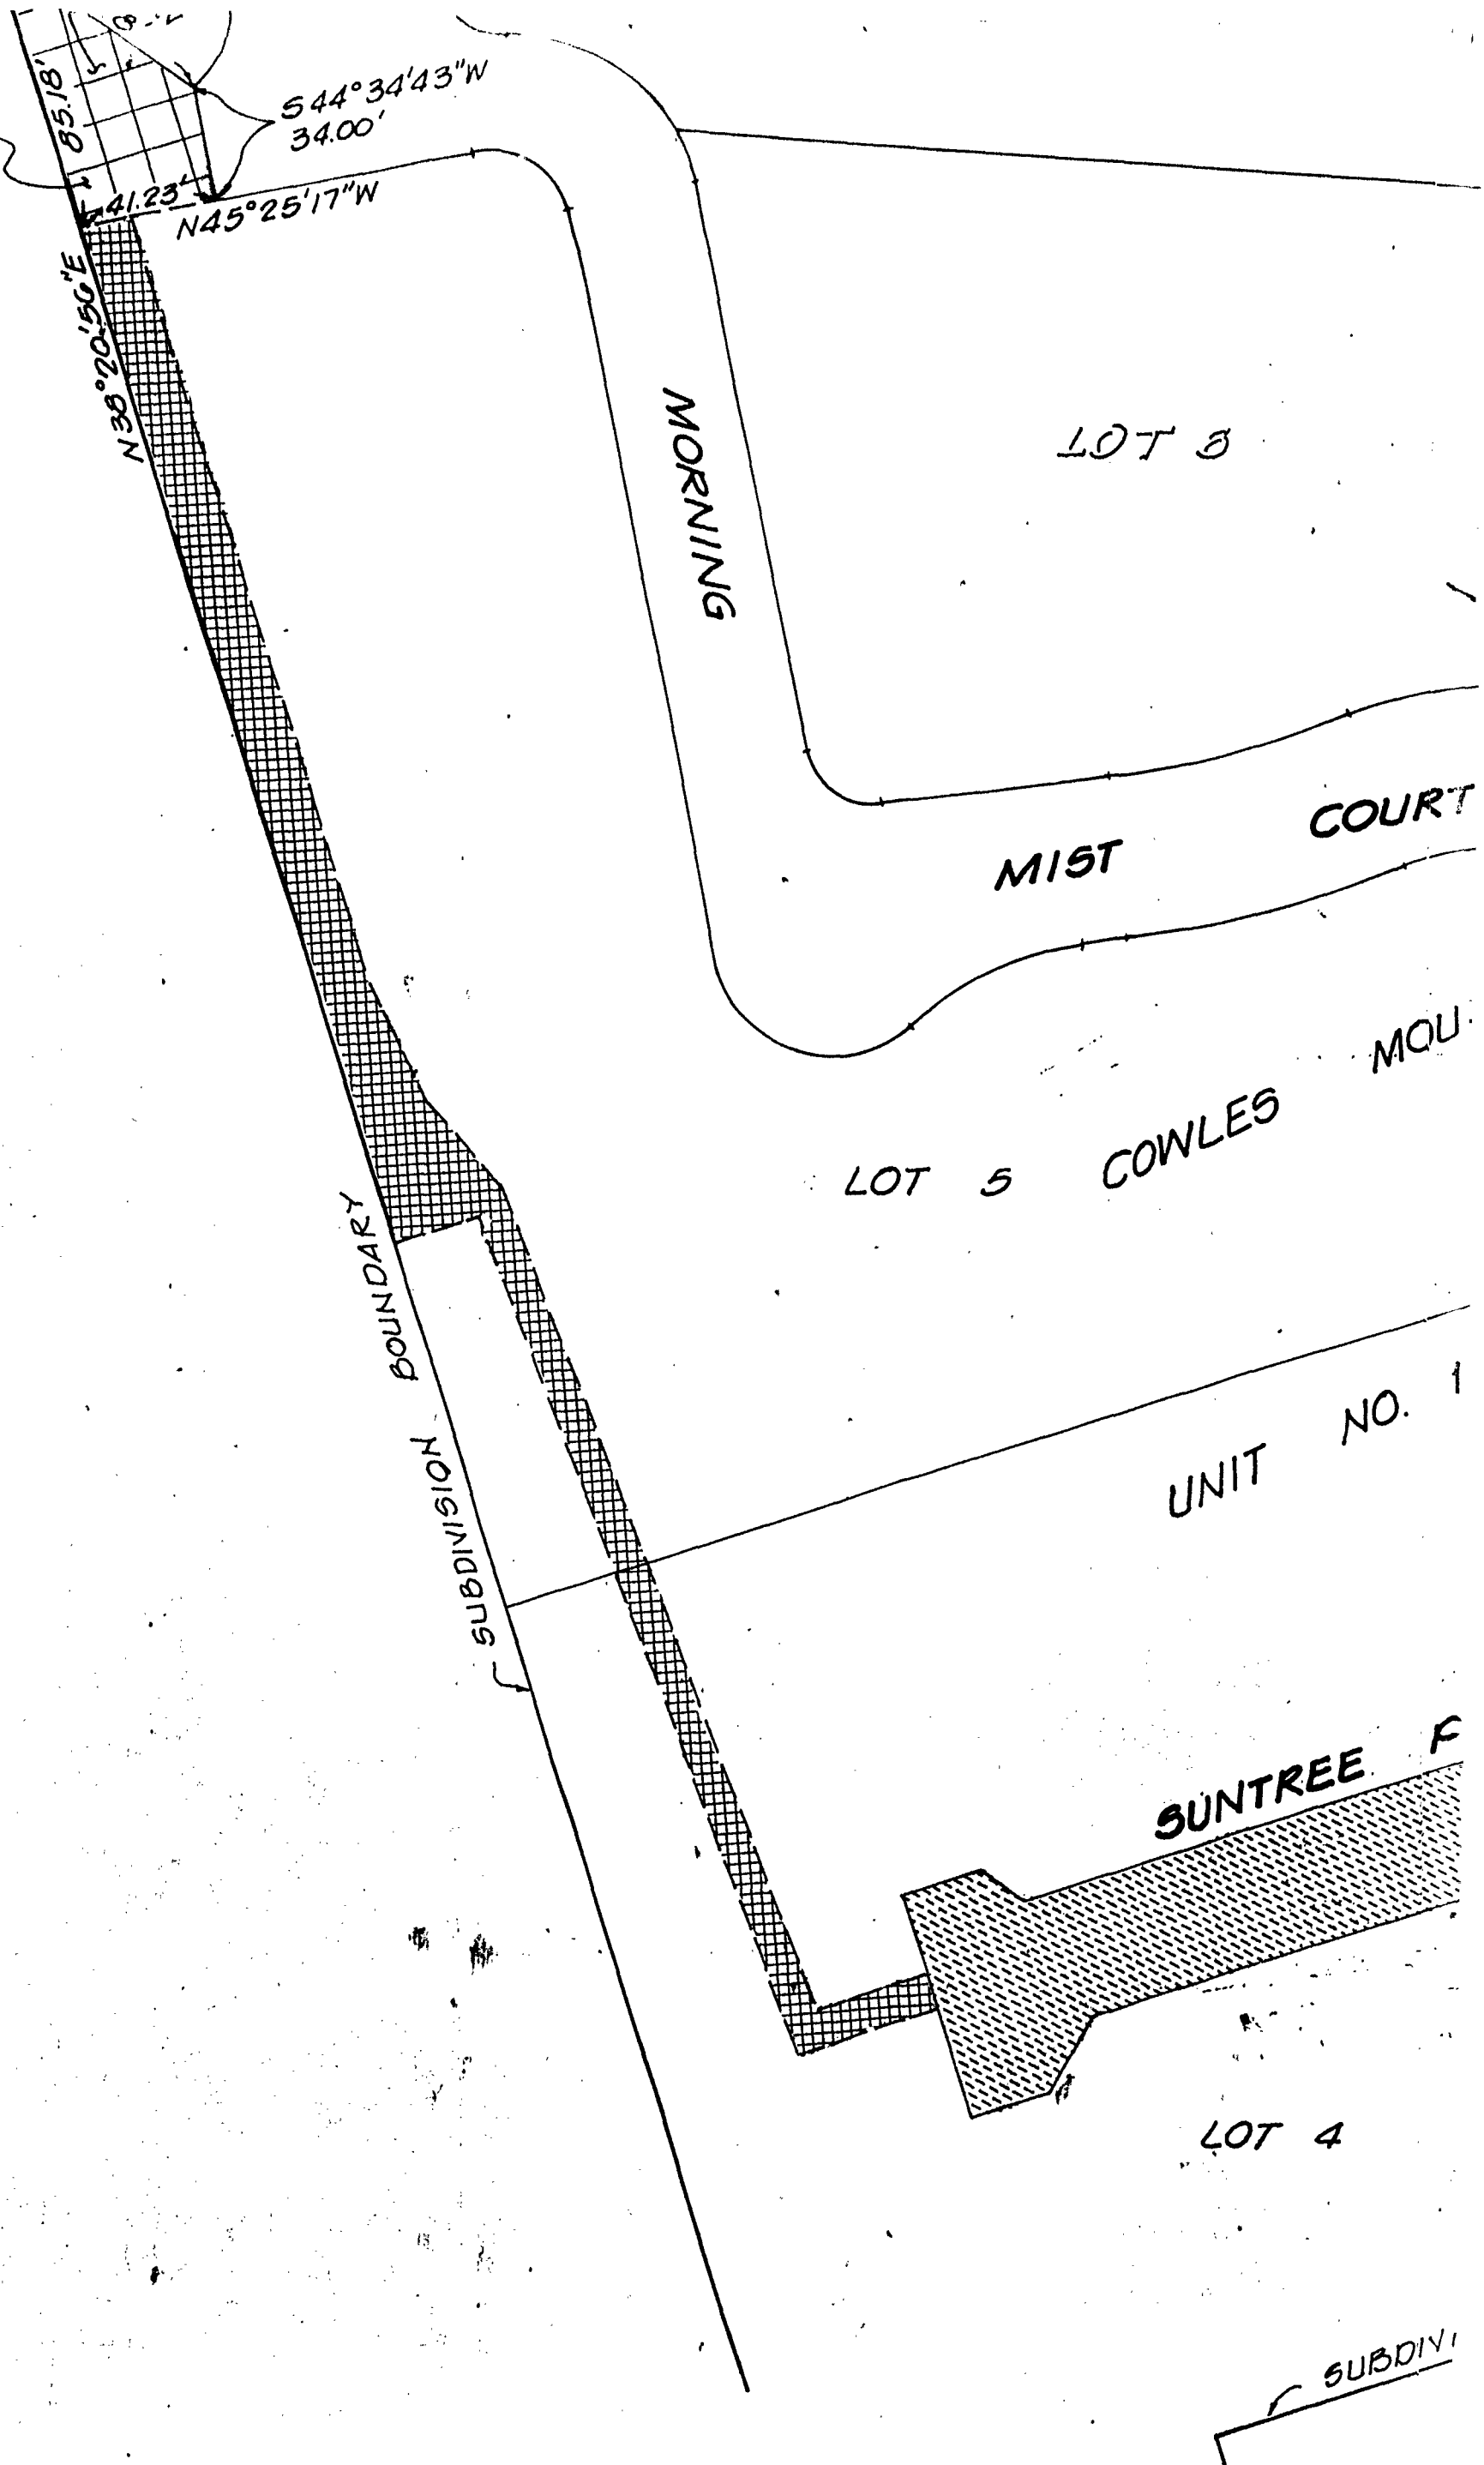 85.18'
S44°34'43"W
34.00'
41.23'
N45°25'17"W
N38°20'56"E
MORNING
LOT 3
COURT
MIST
MOU
LOT 5 COWLES
BOUNDARY
NO. 1
UNIT
SUBDIVISION
SUNTREE F
LOT 4
SUBDIVI